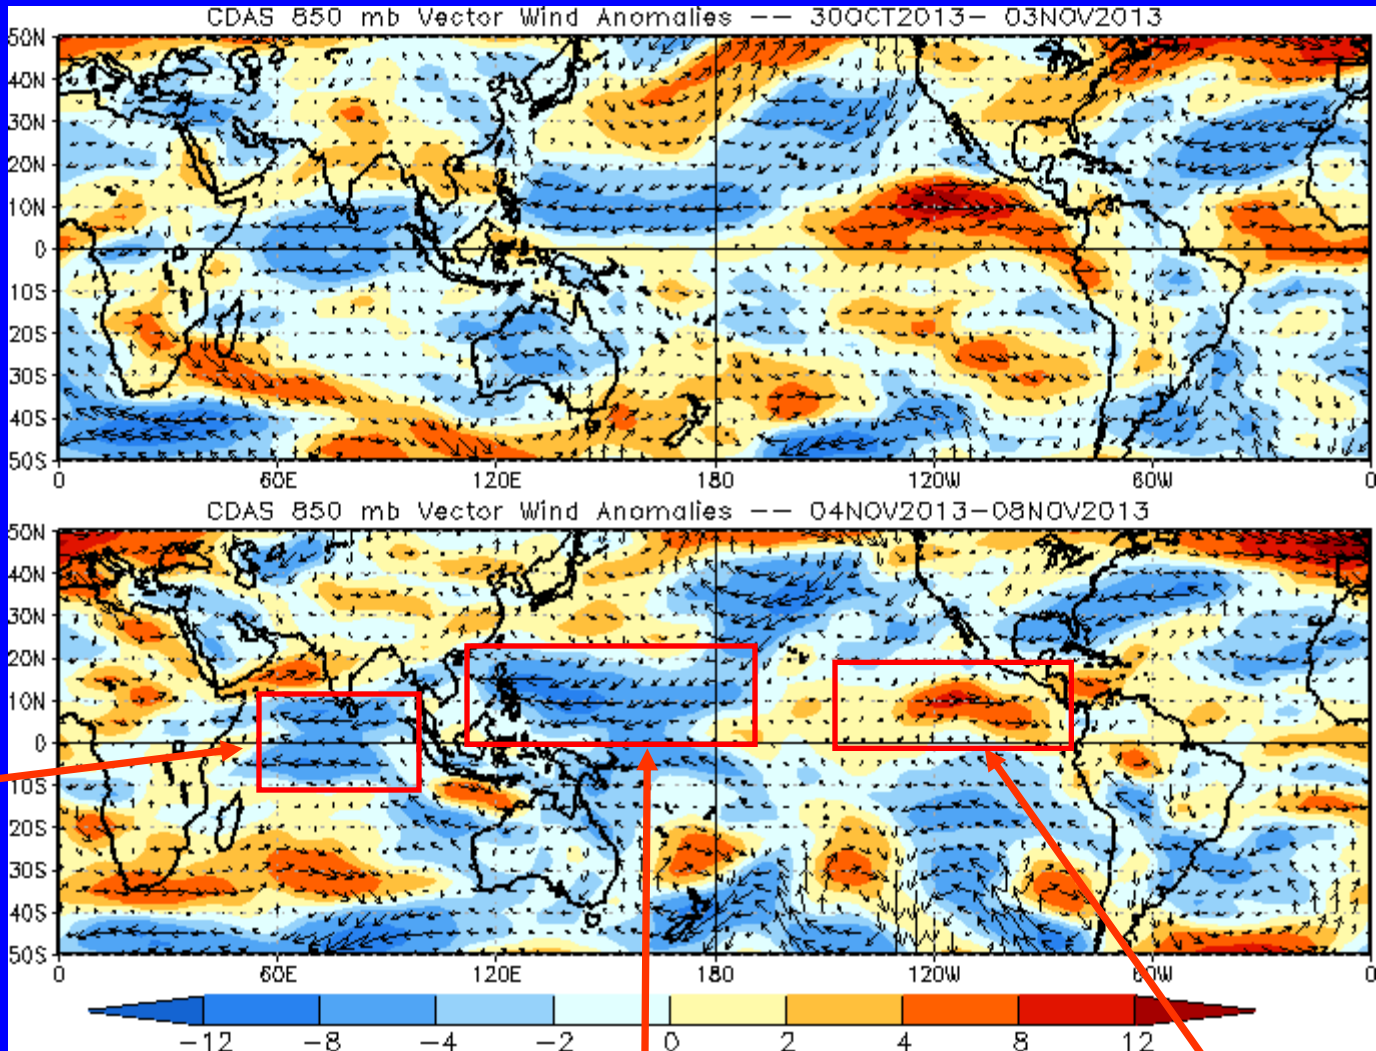 CDAS 850 mb Vector Wind Anomalies -- 30OCT2013- 03NOV2013
50N
40N
30N
20N
10N
0
10S
20S
30S
40S
50S
0 60E 120E 180 120W 60W 0
CDAS 850 mb Vector Wind Anomalies -- 04NOV2013-08NOV2013
50N
40N
30N
20N
10N
0
10S
20S
30S
40S
50S
0 60E 120E 180 120W 60W 0
-12 -8 -4 -2 0 2 4 8 12